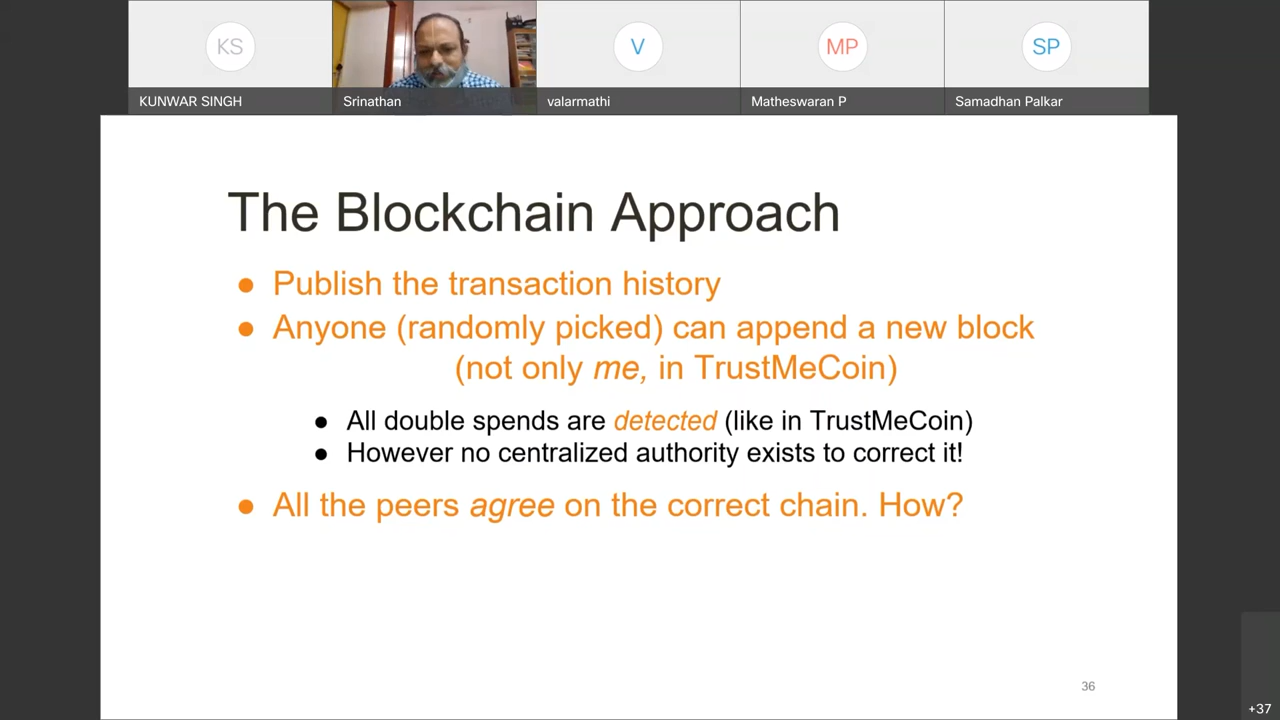 KS
V
MP
SP
KUNWAR SINGH
Srinathan
valarmathi
Matheswaran P
Samadhan Palkar
The Blockchain Approach
● Publish the transaction history
● Anyone (randomly picked) can append a new block
(not only me, in TrustMeCoin)
● All double spends are detected (like in TrustMeCoin)
● However no centralized authority exists to correct it!
● All the peers agree on the correct chain. How?
36
+37